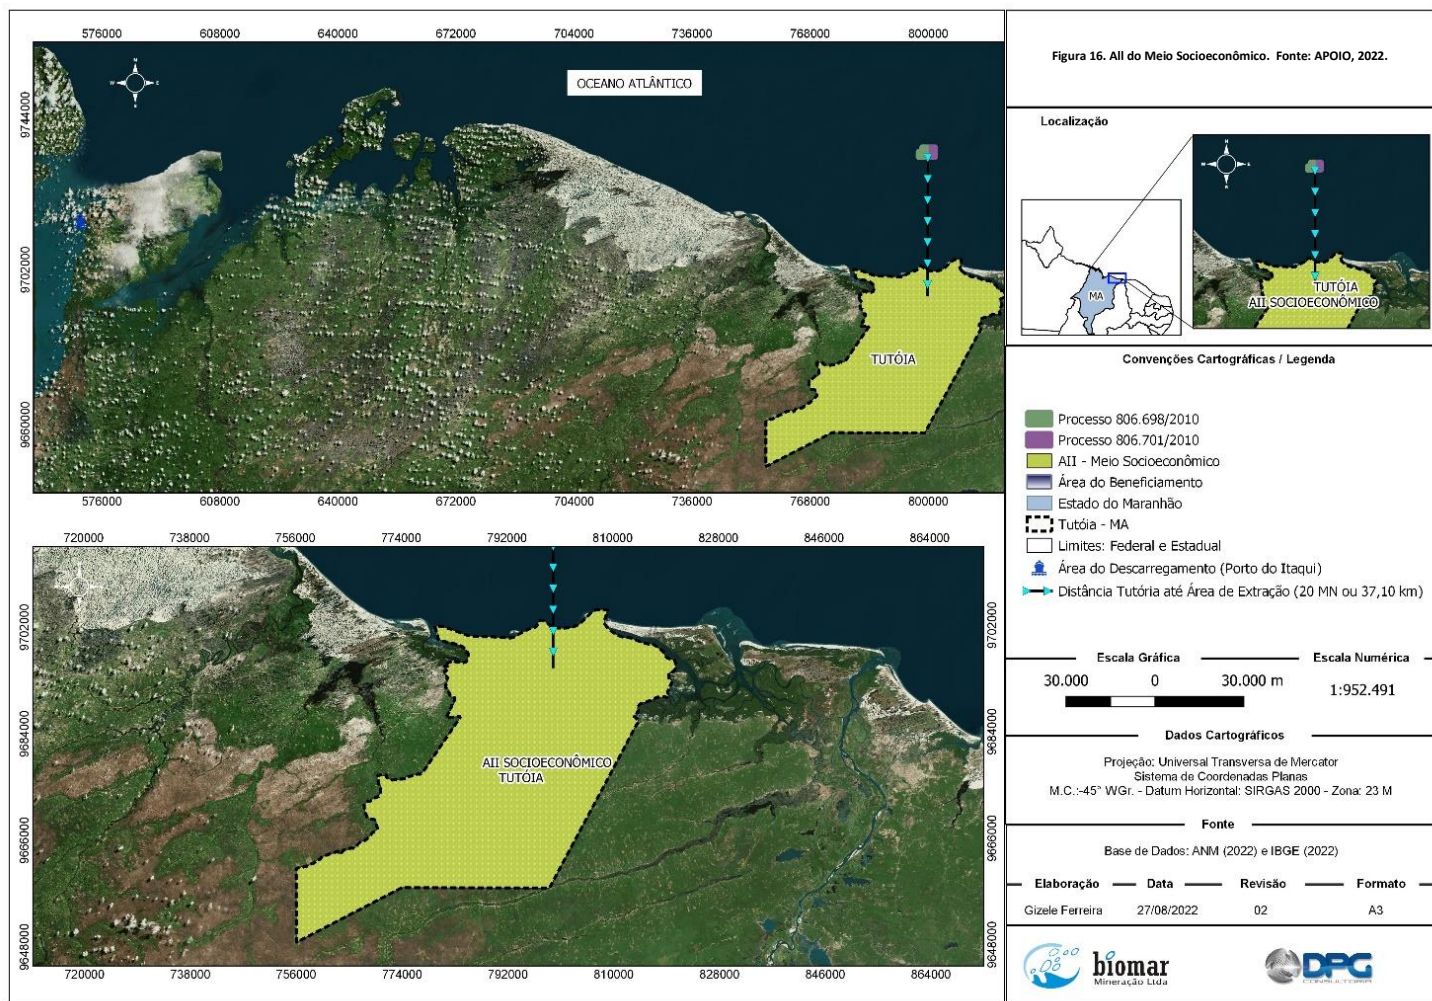 576000 608000 640000 672000 704000 736000 768000 800000
9744000
9702000
9660000
N
W E
S
OCEANO ATLÂNTICO
TUTÓIA
576000 608000 640000 672000 704000 736000 768000 800000
720000 738000 756000 774000 792000 810000 828000 846000 864000
9702000 9702000
9684000 9684000
9666000 9666000
9648000 9648000
AII SOCIOECONÔMICO
TUTÓIA
720000 738000 756000 774000 792000 810000 828000 846000 864000
Figura 16. AII do Meio Socioeconômico. Fonte: APOIO, 2022.
Localização
MA
TUTÓIA
AII SOCIOECONÔMICO
Convenções Cartográficas / Legenda
Processo 806.698/2010
Processo 806.701/2010
AII - Meio Socioeconômico
Área do Beneficiamento
Estado do Maranhão
Tutóia - MA
Limites: Federal e Estadual
Área do Descarregamento (Porto do Itaqui)
Distância Tutória até Área de Extração (20 MN ou 37,10 km)
Escala Gráfica Escala Numérica
30.000 0 30.000 m
1:952.491
Dados Cartográficos
Projeção: Universal Transversa de Mercator
Sistema de Coordenadas Planas
M.C.:-45° WGr. - Datum Horizontal: SIRGAS 2000 - Zona: 23 M
Fonte
Base de Dados: ANM (2022) e IBGE (2022)
Elaboração Data Revisão Formato
Gizele Ferreira 27/08/2022 02 A3
biomar
Mineração Ltda
DPG
CONSULTORIA